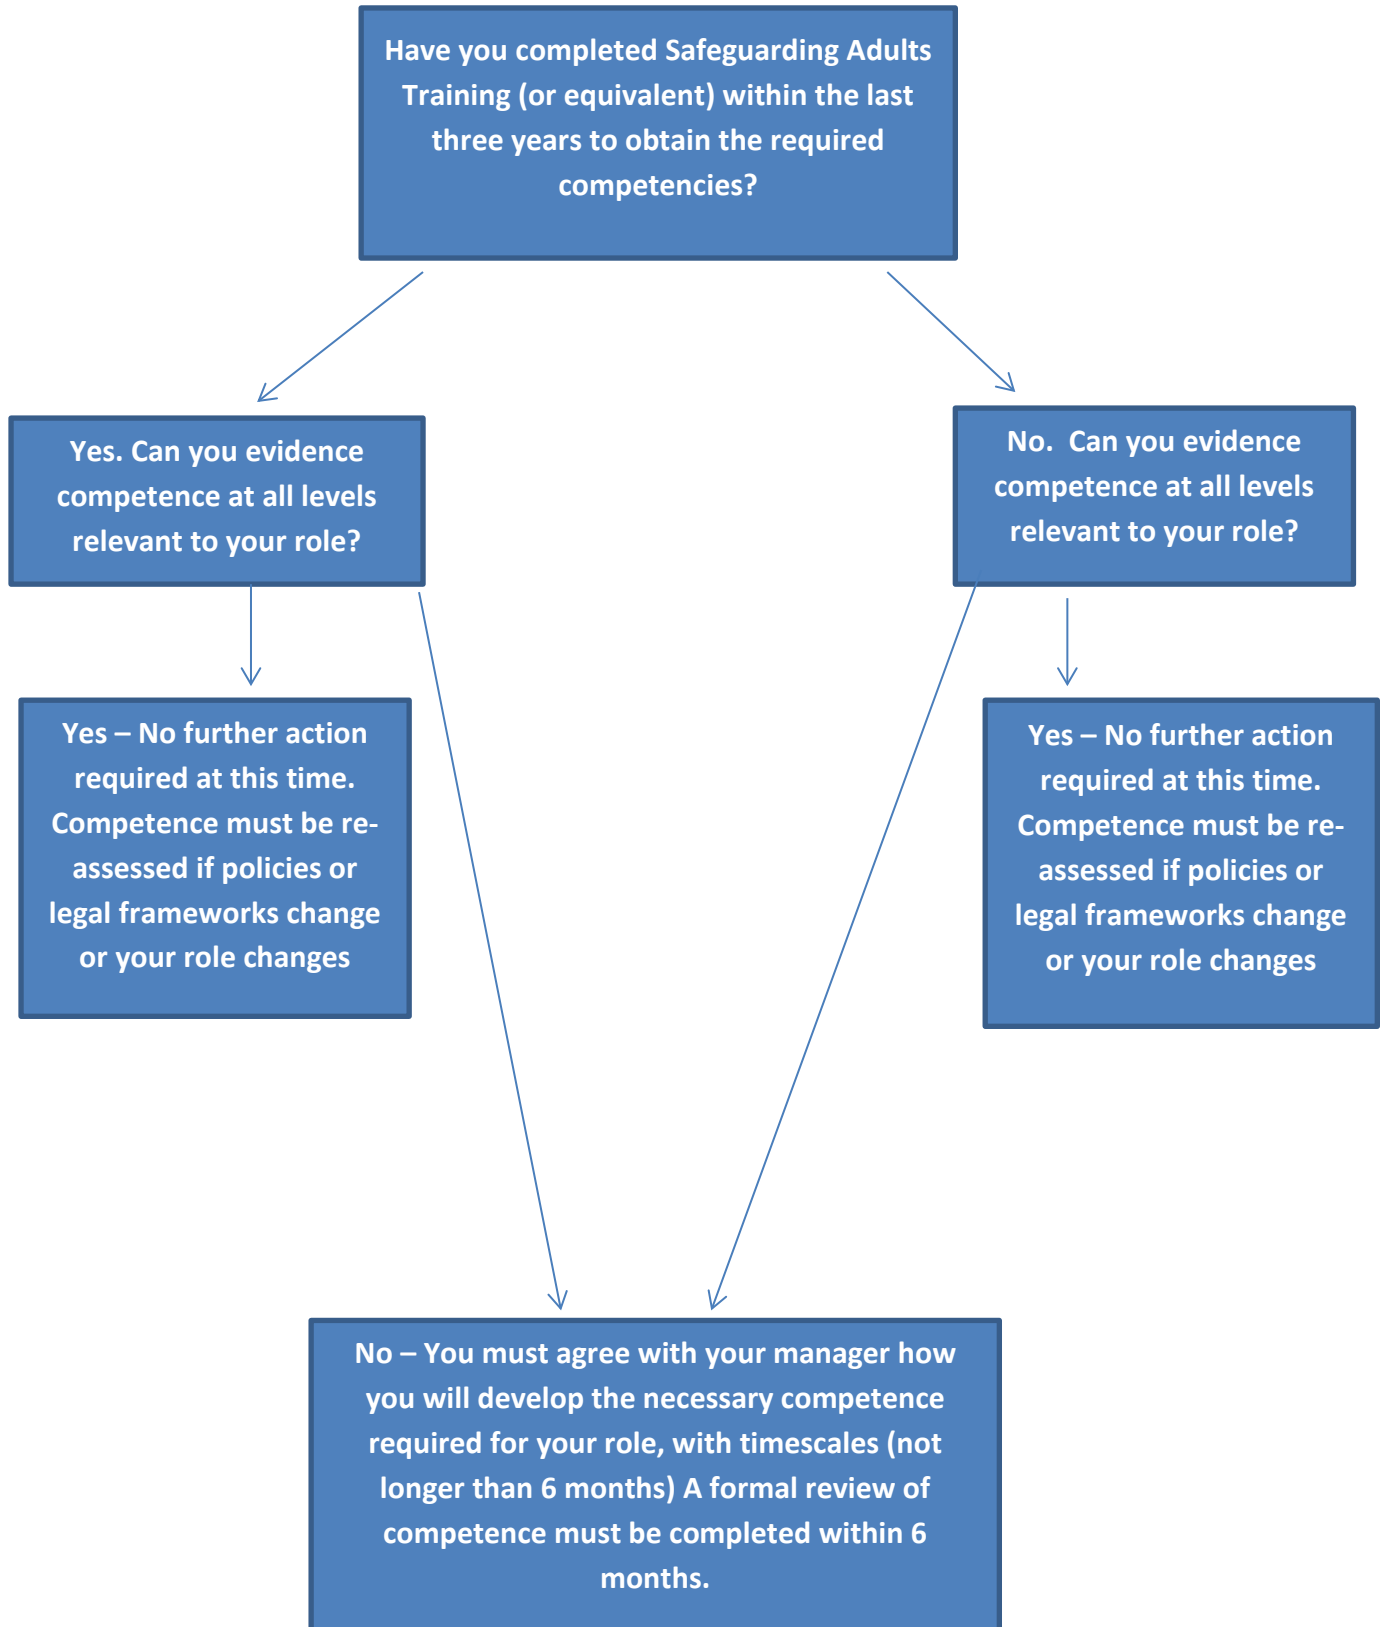 Have you completed Safeguarding Adults
Training (or equivalent) within the last
three years to obtain the required
competencies?
Yes. Can you evidence
competence at all levels
relevant to your role?
No.  Can you evidence
competence at all levels
relevant to your role?
Yes – No further action
required at this time.
Competence must be re-
assessed if policies or
legal frameworks change
or your role changes
Yes – No further action
required at this time.
Competence must be re-
assessed if policies or
legal frameworks change
or your role changes
No – You must agree with your manager how
you will develop the necessary competence
required for your role, with timescales (not
longer than 6 months) A formal review of
competence must be completed within 6
months.